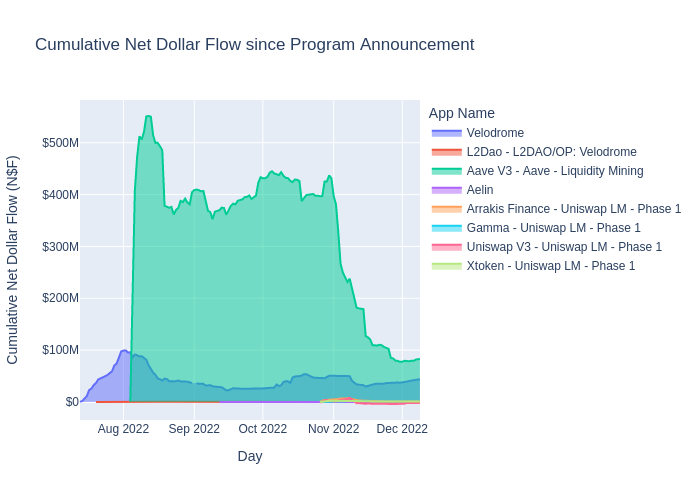 Cumulative Net Dollar Flow since Program Announcement
App Name
Velodrome
L2Dao - L2DAO/OP: Velodrome
Aave V3 - Aave - Liquidity Mining
Aelin
Arrakis Finance - Uniswap LM - Phase 1
Gamma - Uniswap LM - Phase 1
Uniswap V3 - Uniswap LM - Phase 1
Xtoken - Uniswap LM - Phase 1
Cumulative Net Dollar Flow (N$F)
$500M
$400M
$300M
$200M
$100M
$0
Aug 2022
Sep 2022
Oct 2022
Nov 2022
Dec 2022
Day